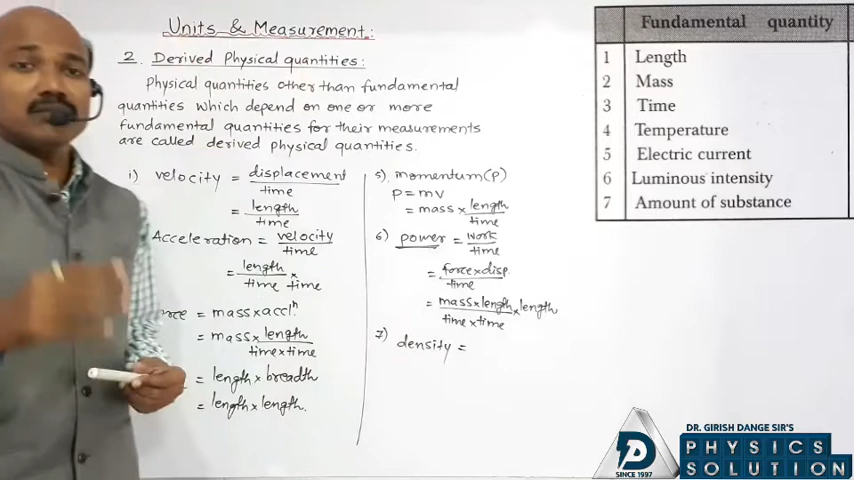 Units & Measurement:
2. Derived Physical quantities:
Physical quantities other than fundamental
quantities which depend on one or more
fundamental quantities for their measurements
are called derived physical quantities.
i) velocity = displacement
time
= length
time
Acceleration = velocity
time
= length ×
time time
= mass×accln.
= mass× length
time×time
= length×breadth
= length×length.
5). momentum(P)
P=mv
= mass × length
time
6) power = work
time
= force×disp.
time
= mass×length ×length
time×time
7) density =
Fundamental quantity
1 Length
2 Mass
3 Time
4 Temperature
5 Electric current
6 Luminous intensity
7 Amount of substance
DR. GIRISH DANGE SIR'S
PHYSICS
SOLUTION
SINCE 1997